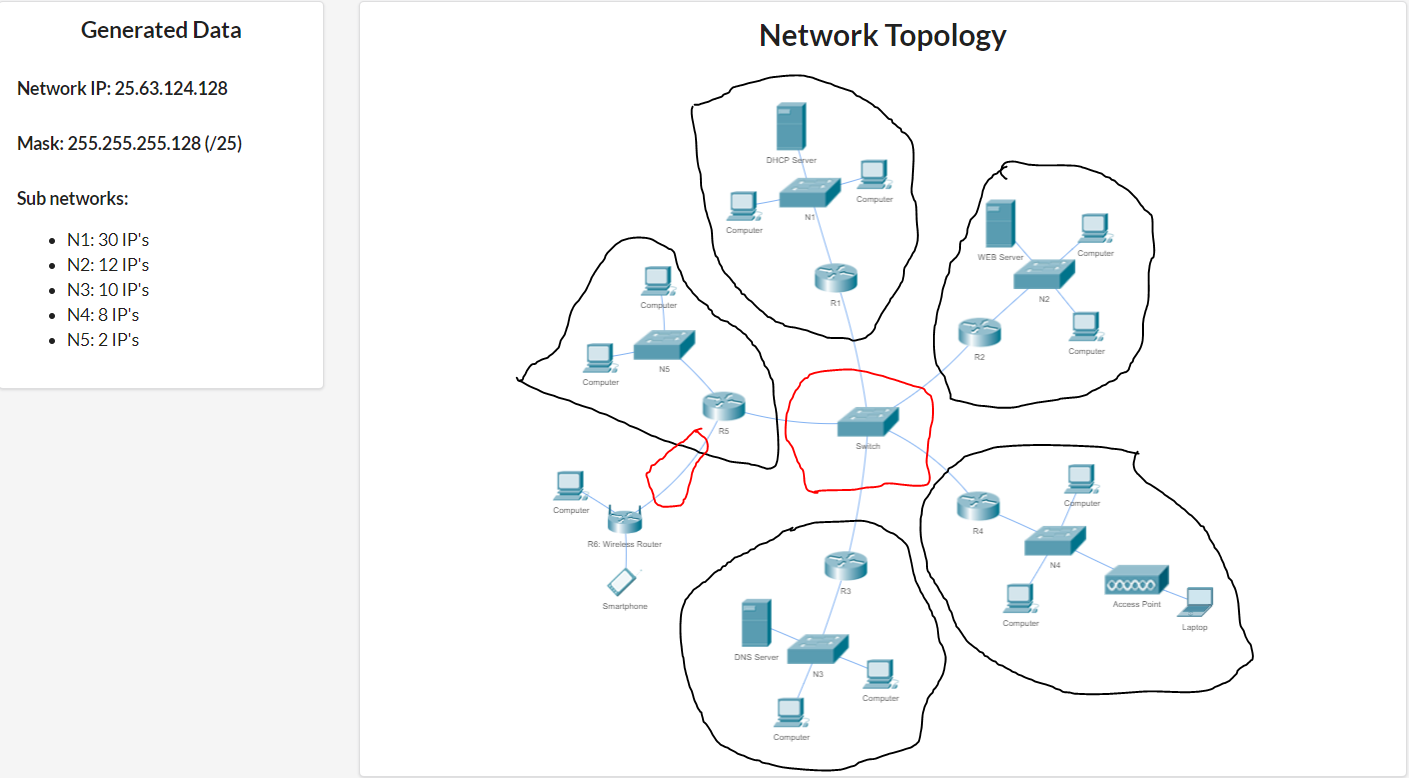 Generated Data
Network IP: 25.63.124.128
Mask: 255.255.255.128 (/25)
Sub networks:
N1: 30 IP's
N2: 12 IP's
N3: 10 IP's
N4: 8 IP's
N5: 2 IP's
Network Topology
DHCP Server
Computer
Computer
N1
R1
WEB Server
Computer
N2
Computer
R2
Computer
N5
Computer
R5
Switch
Computer
R6: Wireless Router
Smartphone
Computer
R4
N4
Access Point
Computer
Laptop
R3
DNS Server
N3
Computer
Computer